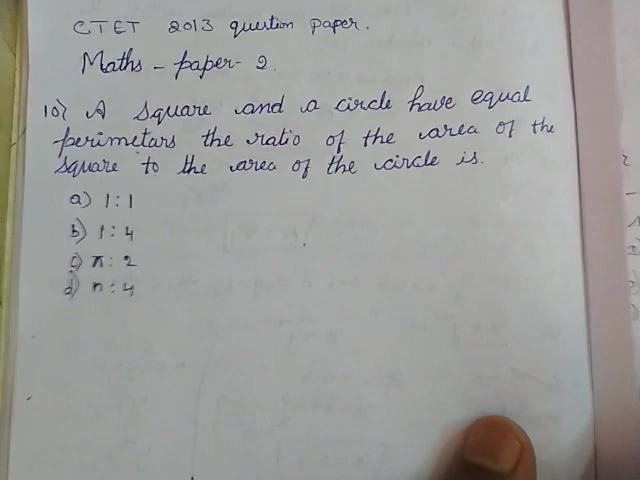 CTET 2013 question paper.
Maths - paper- 2.
10) A square and a circle have equal
perimetars the ratio of the area of the
square to the area of the circle is.
a) 1:1
b) 1:4
c) π: 2
d) π:4